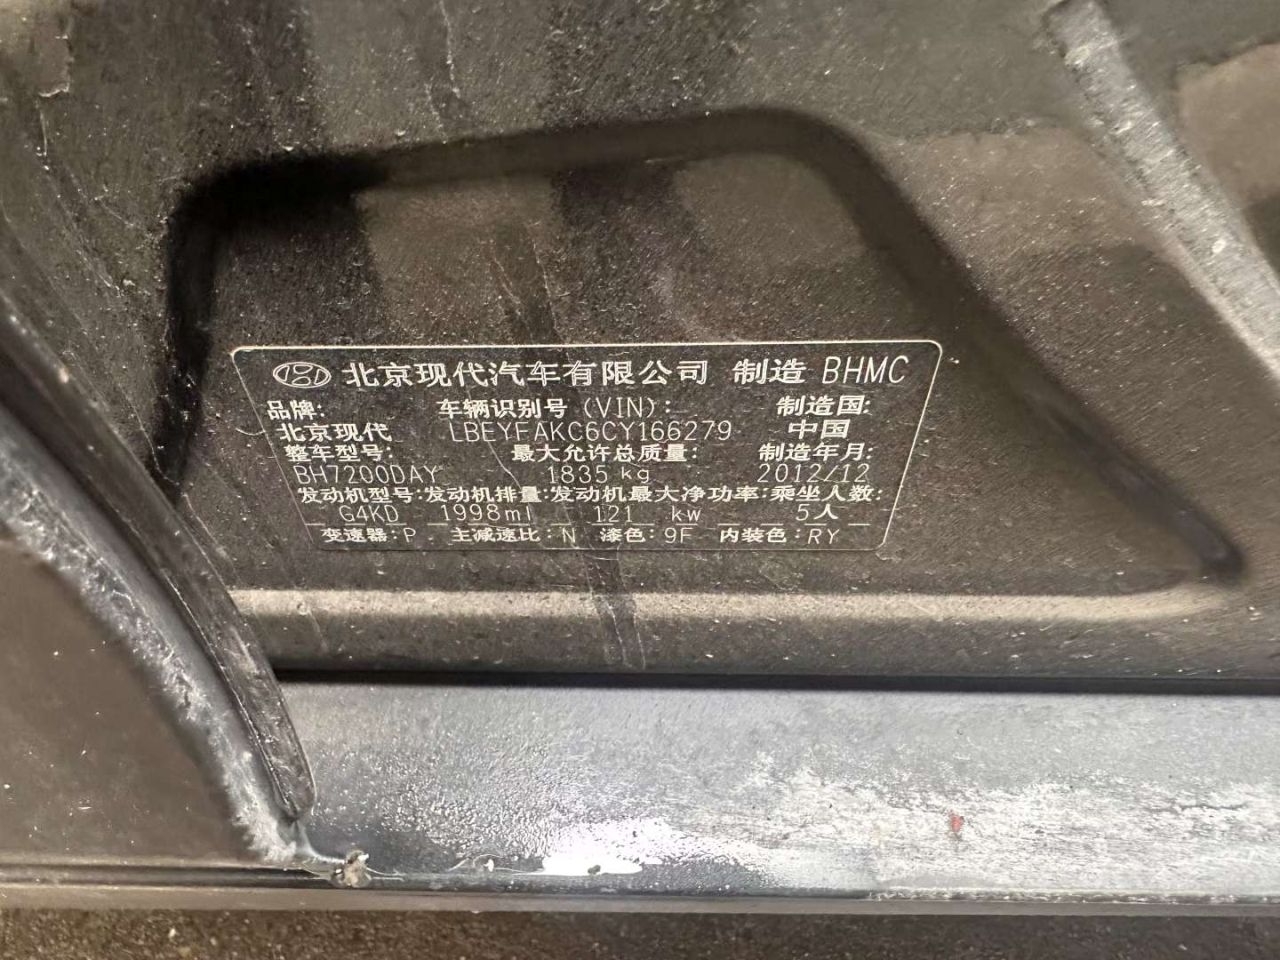 北京现代汽车有限公司 制造 BHMC
品牌: 车辆识别号 (VIN): 制造国:
北京现代 LBEYFAKC6CY166279 中国
整车型号: 最大允许总质量: 制造年月:
BH7200DAY 1835 kg 2012/12
发动机型号: 发动机排量: 发动机最大净功率: 乘坐人数:
G4KD 1998ml 121 kw 5人
变速器: P 主减速比: N 漆色: 9F 内装色: RY